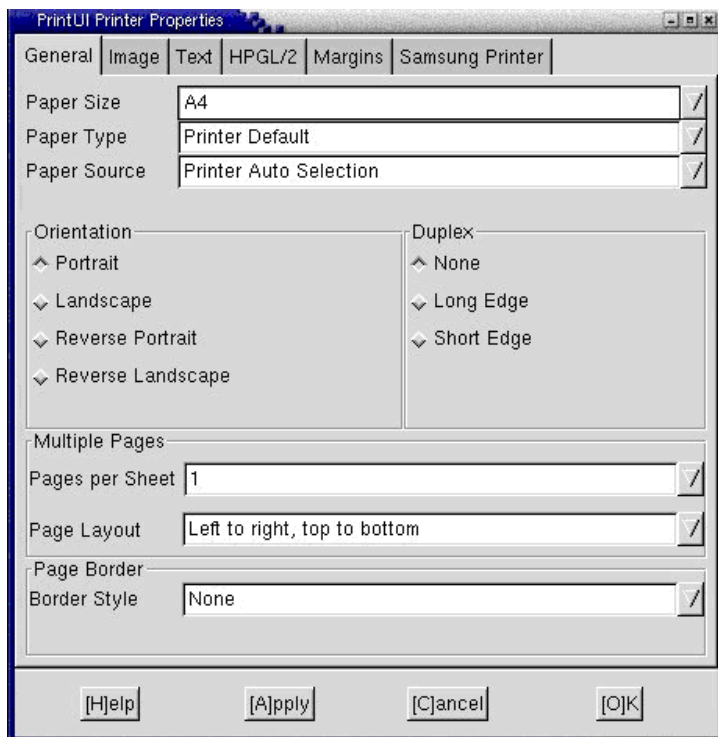 PrintUI Printer Properties
General Image Text HPGL/2 Margins Samsung Printer
Paper Size A4
Paper Type Printer Default
Paper Source Printer Auto Selection
Orientation Duplex
Portrait None
Landscape Long Edge
Reverse Portrait Short Edge
Reverse Landscape
Multiple Pages
Pages per Sheet 1
Page Layout Left to right, top to bottom
Page Border
Border Style None
[H]elp [A]pply [C]ancel [O]K